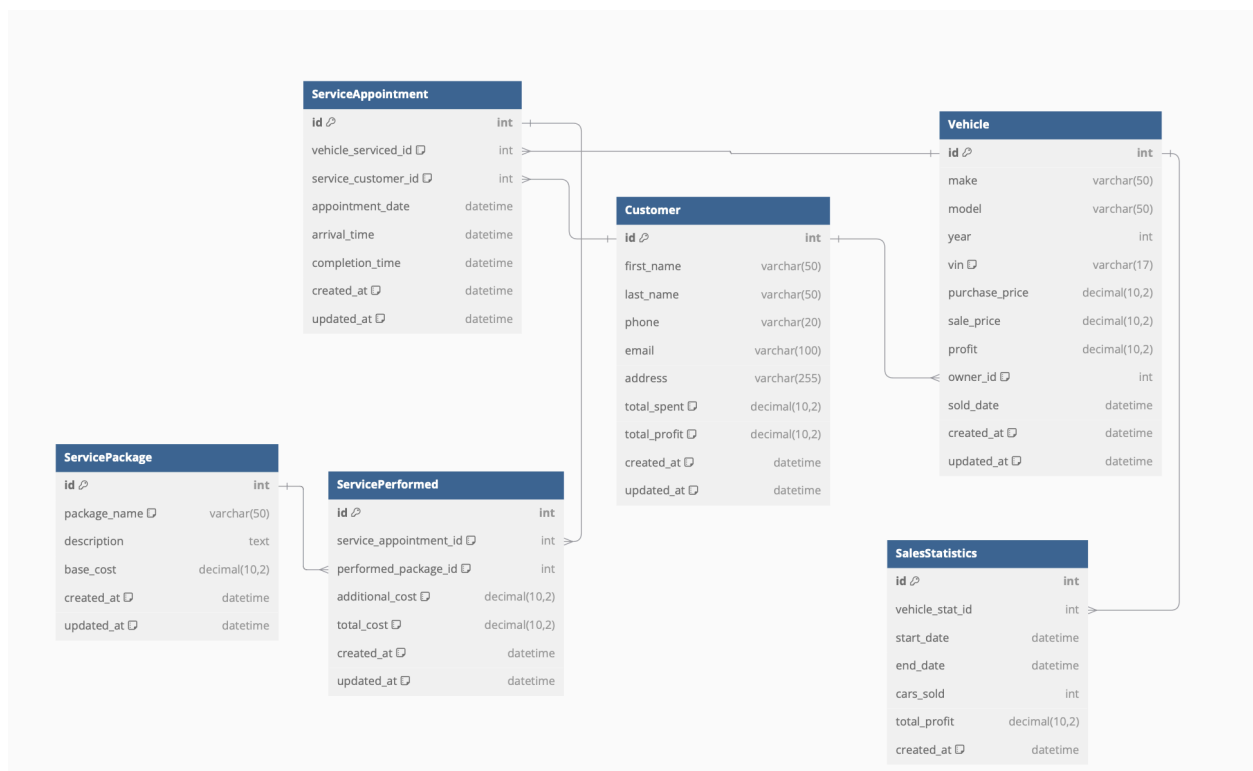 ServiceAppointment
id int
vehicle_serviced_id int
service_customer_id int
appointment_date datetime
arrival_time datetime
completion_time datetime
created_at datetime
updated_at datetime
Vehicle
id int
make varchar(50)
model varchar(50)
year int
vin varchar(17)
purchase_price decimal(10,2)
sale_price decimal(10,2)
profit decimal(10,2)
owner_id int
sold_date datetime
created_at datetime
updated_at datetime
Customer
id int
first_name varchar(50)
last_name varchar(50)
phone varchar(20)
email varchar(100)
address varchar(255)
total_spent decimal(10,2)
total_profit decimal(10,2)
created_at datetime
updated_at datetime
ServicePackage
id int
package_name varchar(50)
description text
base_cost decimal(10,2)
created_at datetime
updated_at datetime
ServicePerformed
id int
service_appointment_id int
performed_package_id int
additional_cost decimal(10,2)
total_cost decimal(10,2)
created_at datetime
updated_at datetime
SalesStatistics
id int
vehicle_stat_id int
start_date datetime
end_date datetime
cars_sold int
total_profit decimal(10,2)
created_at datetime